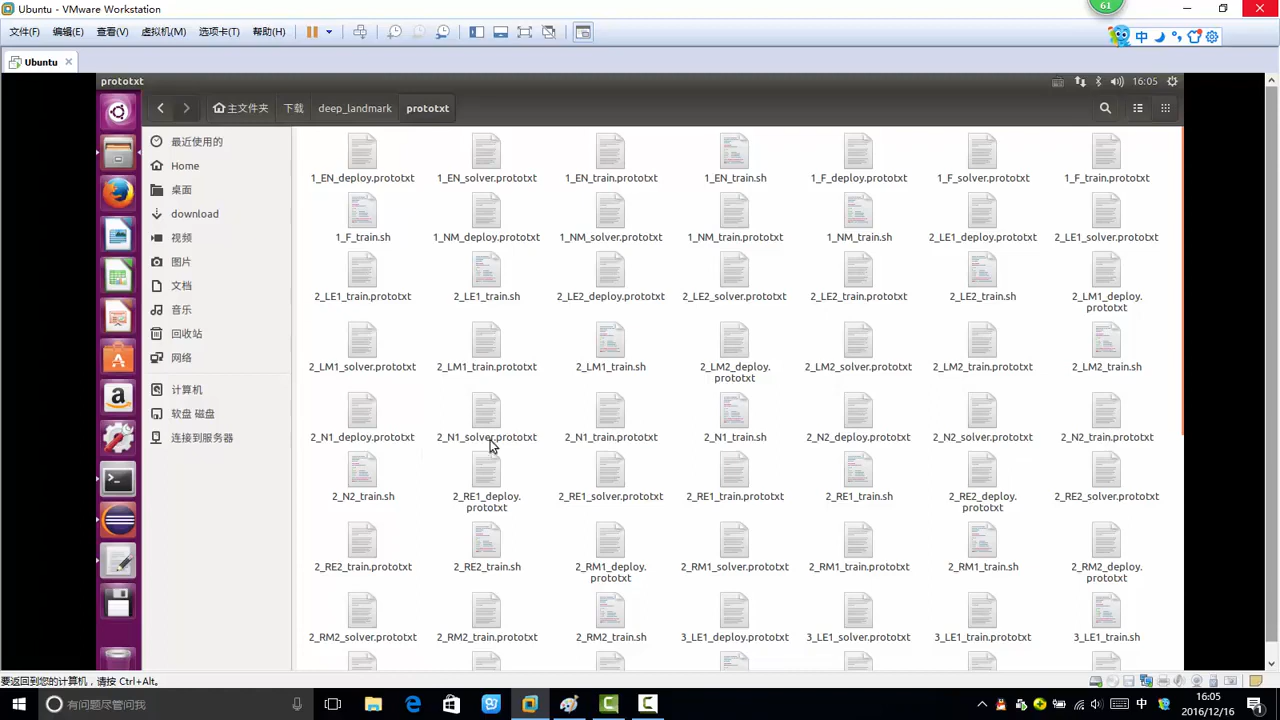 Ubuntu - VMware Workstation
61
文件(F) 编辑(E) 查看(V) 虚拟机(M) 选项卡(T) 帮助(H)
中
Ubuntu
prototxt
16:05
主文件夹 下载 deep_landmark prototxt
最近使用的
Home
桌面
download
视频
图片
文档
音乐
回收站
网络
计算机
软盘 磁盘
连接到服务器
1_EN_deploy.prototxt 1_EN_solver.prototxt 1_EN_train.prototxt 1_EN_train.sh 1_F_deploy.prototxt 1_F_solver.prototxt 1_F_train.prototxt
1_F_train.sh 1_NM_deploy.prototxt 1_NM_solver.prototxt 1_NM_train.prototxt 1_NM_train.sh 2_LE1_deploy.prototxt 2_LE1_solver.prototxt
2_LE1_train.prototxt 2_LE1_train.sh 2_LE2_deploy.prototxt 2_LE2_solver.prototxt 2_LE2_train.prototxt 2_LE2_train.sh 2_LM1_deploy.
prototxt
2_LM1_solver.prototxt 2_LM1_train.prototxt 2_LM1_train.sh 2_LM2_deploy. 2_LM2_solver.prototxt 2_LM2_train.prototxt 2_LM2_train.sh
prototxt
2_N1_deploy.prototxt 2_N1_solver.prototxt 2_N1_train.prototxt 2_N1_train.sh 2_N2_deploy.prototxt 2_N2_solver.prototxt 2_N2_train.prototxt
2_N2_train.sh 2_RE1_deploy. 2_RE1_solver.prototxt 2_RE1_train.prototxt 2_RE1_train.sh 2_RE2_deploy. 2_RE2_solver.prototxt
prototxt prototxt
2_RE2_train.prototxt 2_RE2_train.sh 2_RM1_deploy. 2_RM1_solver.prototxt 2_RM1_train.prototxt 2_RM1_train.sh 2_RM2_deploy.
prototxt prototxt
2_RM2_solver.prototxt 2_RM2_train.prototxt 2_RM2_train.sh 3_LE1_deploy.prototxt 3_LE1_solver.prototxt 3_LE1_train.prototxt 3_LE1_train.sh
要返回到您的计算机，请按 Ctrl+Alt。
有问题尽管问我
中
16:05
2016/12/16